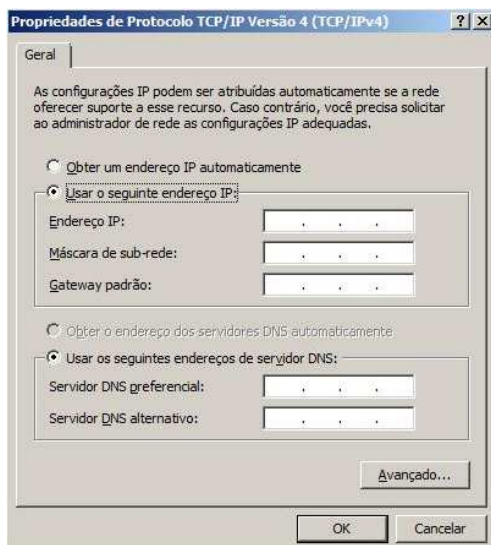 Propriedades de Protocolo TCP/IP Versão 4 (TCP/IPv4)
Geral
As configurações IP podem ser atribuídas automaticamente se a rede
oferecer suporte a esse recurso. Caso contrário, você precisa solicitar
ao administrador de rede as configurações IP adequadas.
Obter um endereço IP automaticamente
Usar o seguinte endereço IP:
Endereço IP:
Máscara de sub-rede:
Gateway padrão:
Obter o endereço dos servidores DNS automaticamente
Usar os seguintes endereços de servidor DNS:
Servidor DNS preferencial:
Servidor DNS alternativo:
Avançado...
OK Cancelar